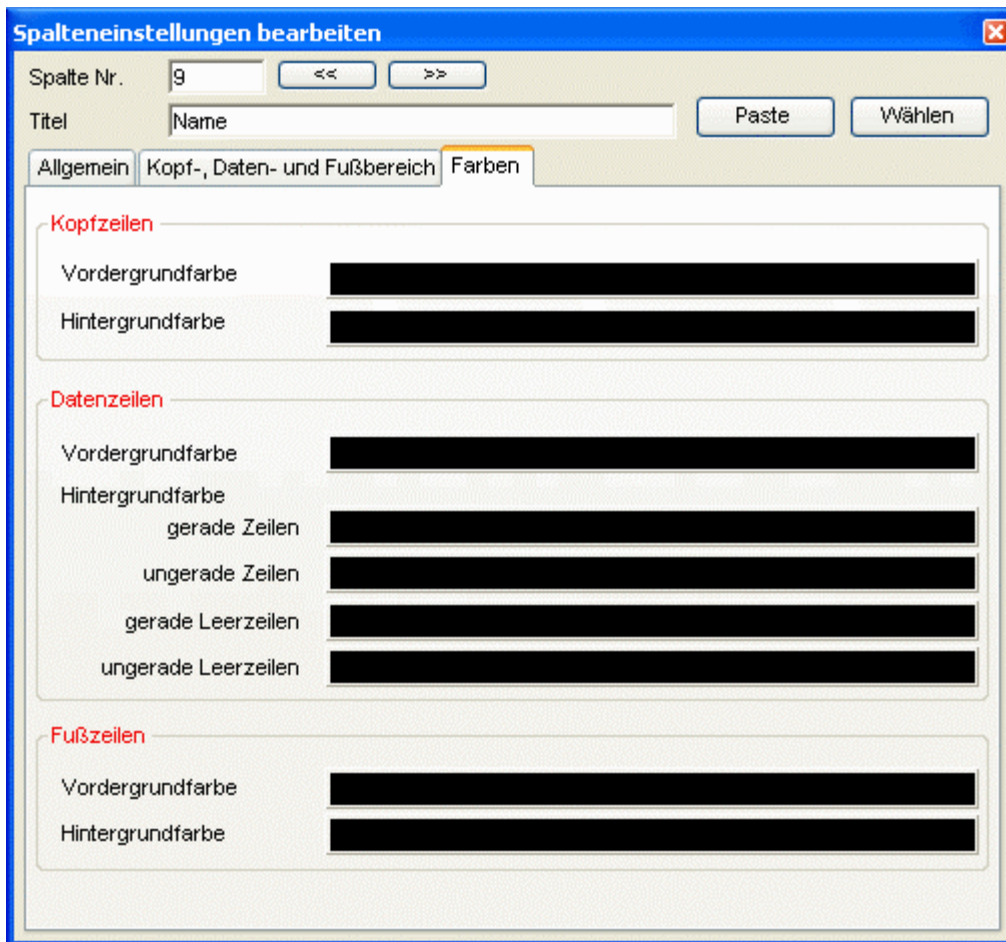 Spalteneinstellungen bearbeiten
Spalte Nr. 9 << >>
Titel Name Paste Wählen
Allgemein Kopf-, Daten- und Fußbereich Farben
Kopfzeilen
Vordergrundfarbe
Hintergrundfarbe
Datenzeilen
Vordergrundfarbe
Hintergrundfarbe
gerade Zeilen
ungerade Zeilen
gerade Leerzeilen
ungerade Leerzeilen
Fußzeilen
Vordergrundfarbe
Hintergrundfarbe